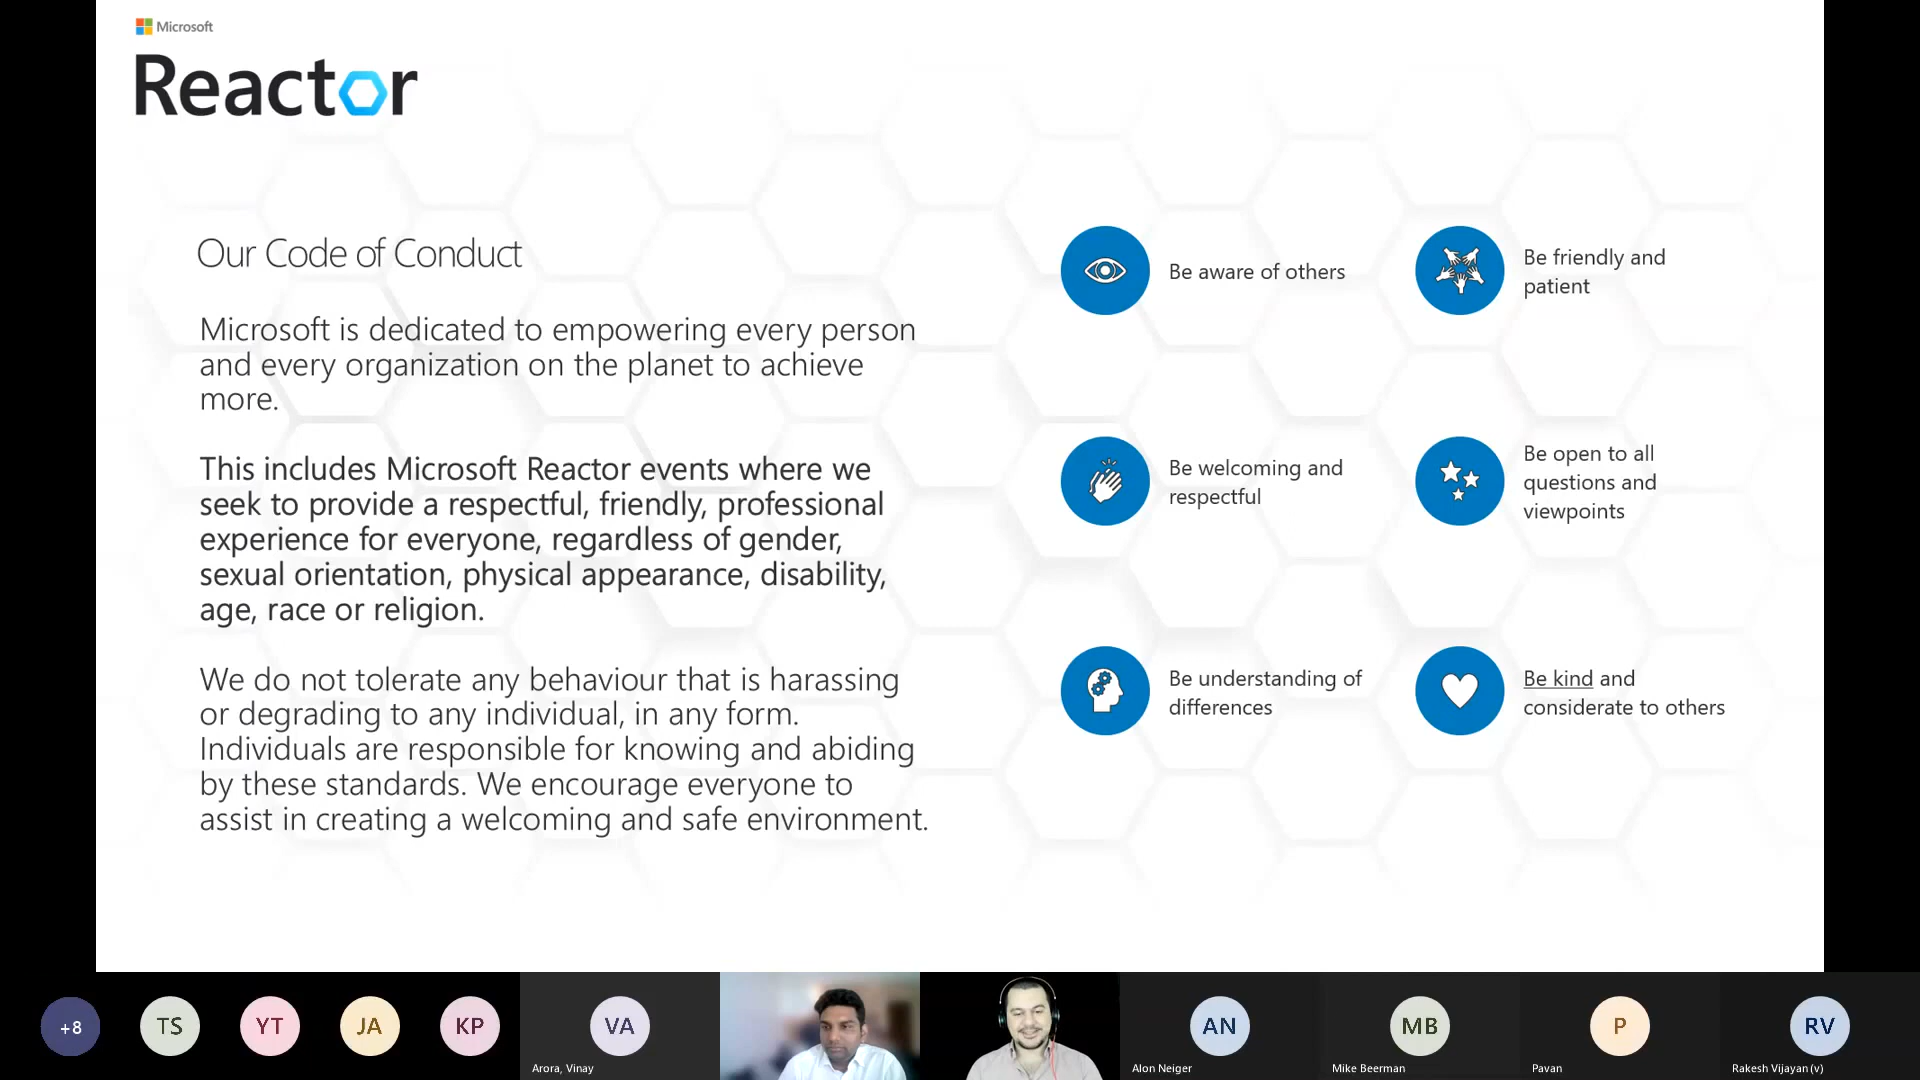 Microsoft
Reactor
Our Code of Conduct
Microsoft is dedicated to empowering every person
and every organization on the planet to achieve
more.
This includes Microsoft Reactor events where we
seek to provide a respectful, friendly, professional
experience for everyone, regardless of gender,
sexual orientation, physical appearance, disability,
age, race or religion.
We do not tolerate any behaviour that is harassing
or degrading to any individual, in any form.
Individuals are responsible for knowing and abiding
by these standards. We encourage everyone to
assist in creating a welcoming and safe environment.
Be aware of others
Be friendly and
patient
Be welcoming and
respectful
Be open to all
questions and
viewpoints
Be understanding of
differences
Be kind and
considerate to others
+8
TS
YT
JA
KP
VA
Arora, Vinay
AN
Alon Neiger
MB
Mike Beerman
P
Pavan
RV
Rakesh Vijayan (v)